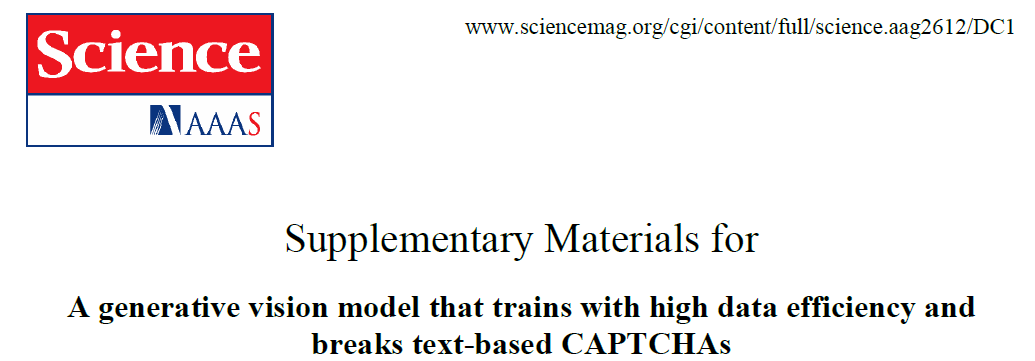 www.sciencemag.org/cgi/content/full/science.aag2612/DC1
Science
AAAS
Supplementary Materials for
A generative vision model that trains with high data efficiency and
breaks text-based CAPTCHAs